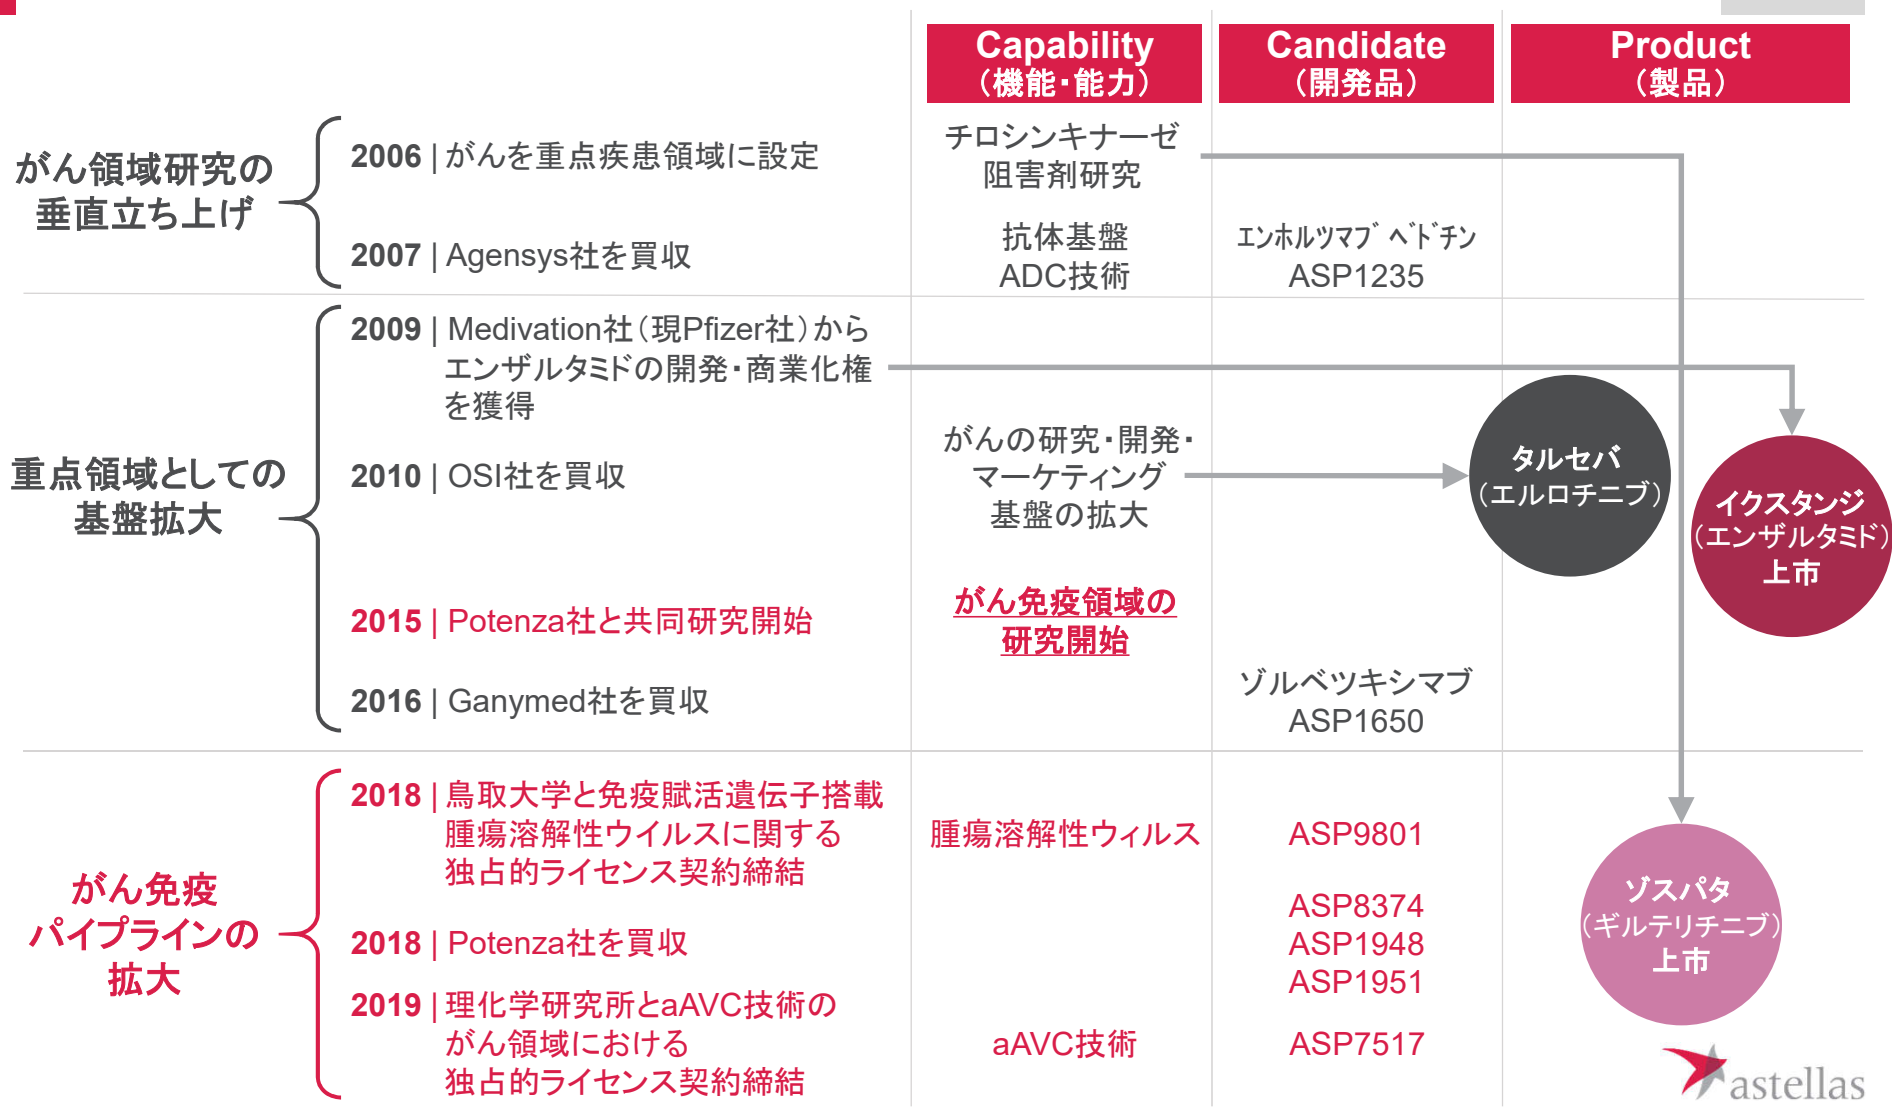 Capability
（機能・能力）
Candidate
（開発品）
Product
（製品）
がん領域研究の
垂直立ち上げ
2006 | がんを重点疾患領域に設定
チロシンキナーゼ
阻害剤研究
2007 | Agensys社を買収
抗体基盤
ADC技術
ｴﾝﾎﾙﾂﾏﾌﾞ ﾍﾞﾄﾞﾁﾝ
ASP1235
重点領域としての
基盤拡大
2009 | Medivation社（現Pfizer社）から
エンザルタミドの開発・商業化権
を獲得
2010 | OSI社を買収
がんの研究・開発・
マーケティング
基盤の拡大
タルセバ
（エルロチニブ）
イクスタンジ
（エンザルタミド）
上市
2015 | Potenza社と共同研究開始
がん免疫領域の
研究開始
2016 | Ganymed社を買収
ゾルベツキシマブ
ASP1650
がん免疫
パイプラインの
拡大
2018 | 鳥取大学と免疫賦活遺伝子搭載
腫瘍溶解性ウイルスに関する
独占的ライセンス契約締結
腫瘍溶解性ウィルス
ASP9801
2018 | Potenza社を買収
ASP8374
ASP1948
ASP1951
ゾスパタ
（ギルテリチニブ）
上市
2019 | 理化学研究所とaAVC技術の
がん領域における
独占的ライセンス契約締結
aAVC技術
ASP7517
astellas